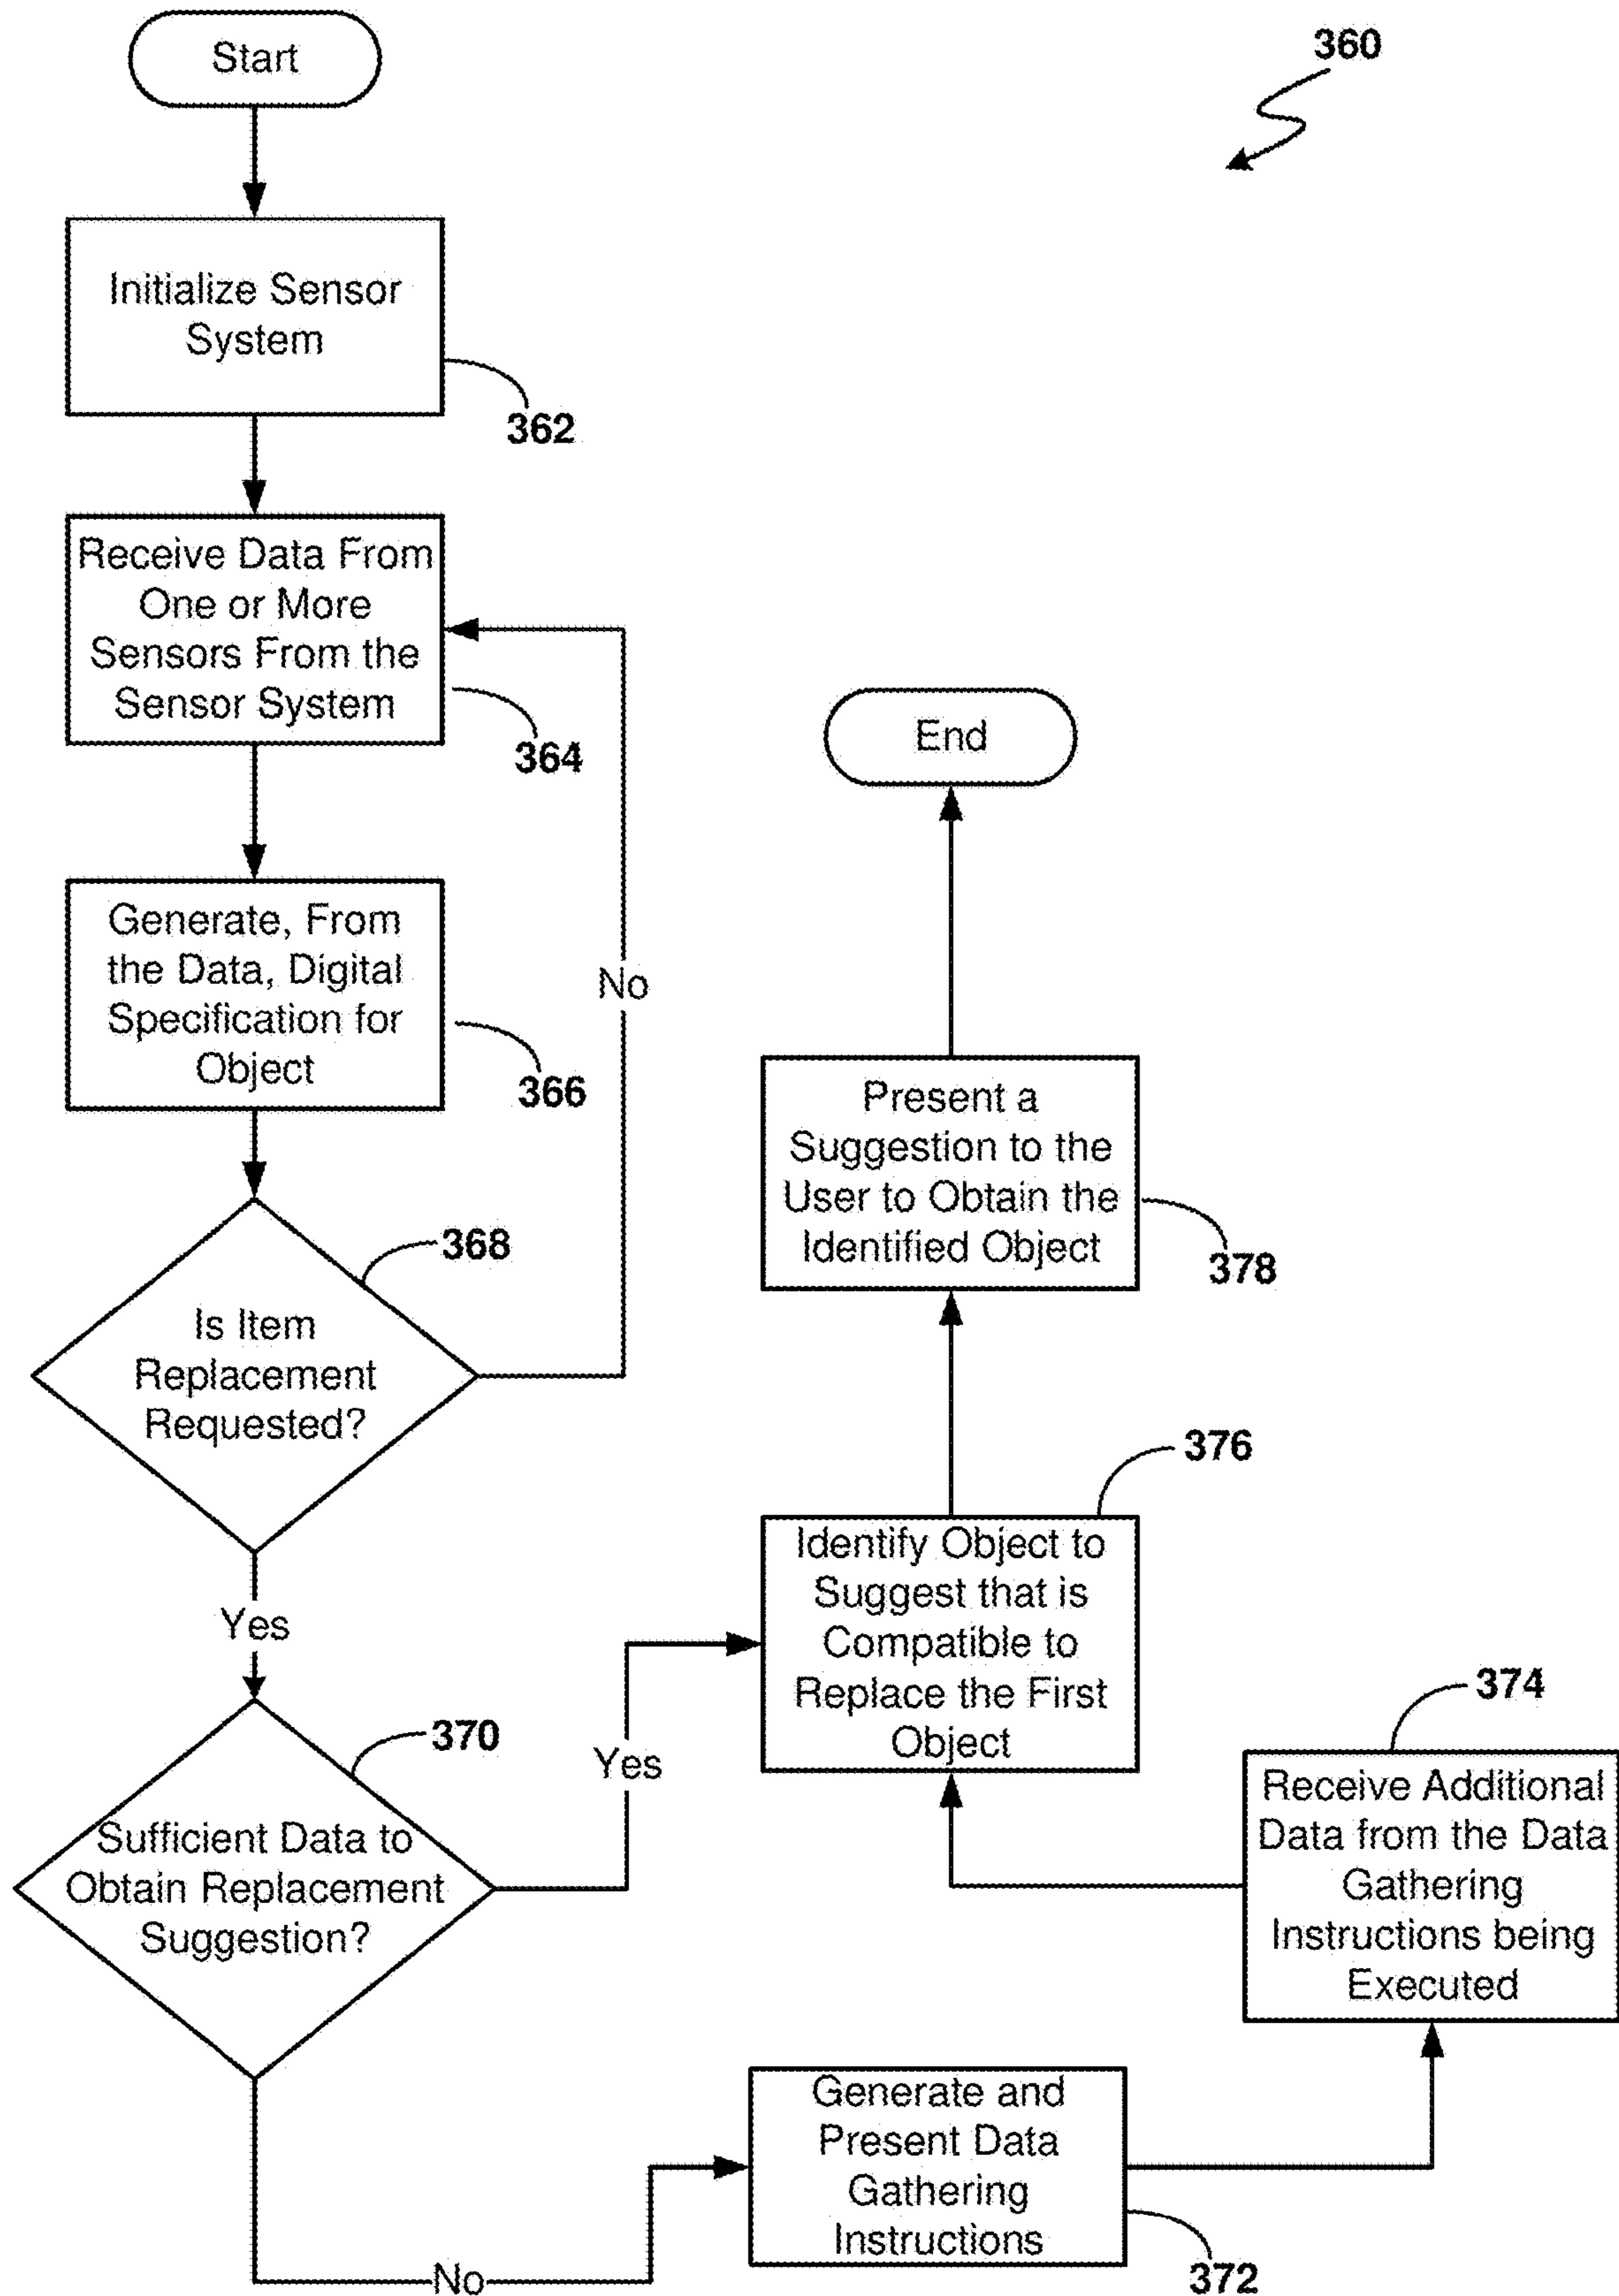 Start
360
Initialize Sensor
System
362
Receive Data From
One or More
Sensors From the
Sensor System
364
Generate, From
the Data, Digital
Specification for
Object
366
No
Is Item
Replacement
Requested?
368
Yes
Sufficient Data to
Obtain Replacement
Suggestion?
370
Yes
No
Generate and
Present Data
Gathering
Instructions
372
Receive Additional
Data from the Data
Gathering
Instructions being
Executed
374
Identify Object to
Suggest that is
Compatible to
Replace the First
Object
376
Present a
Suggestion to the
User to Obtain the
Identified Object
378
End